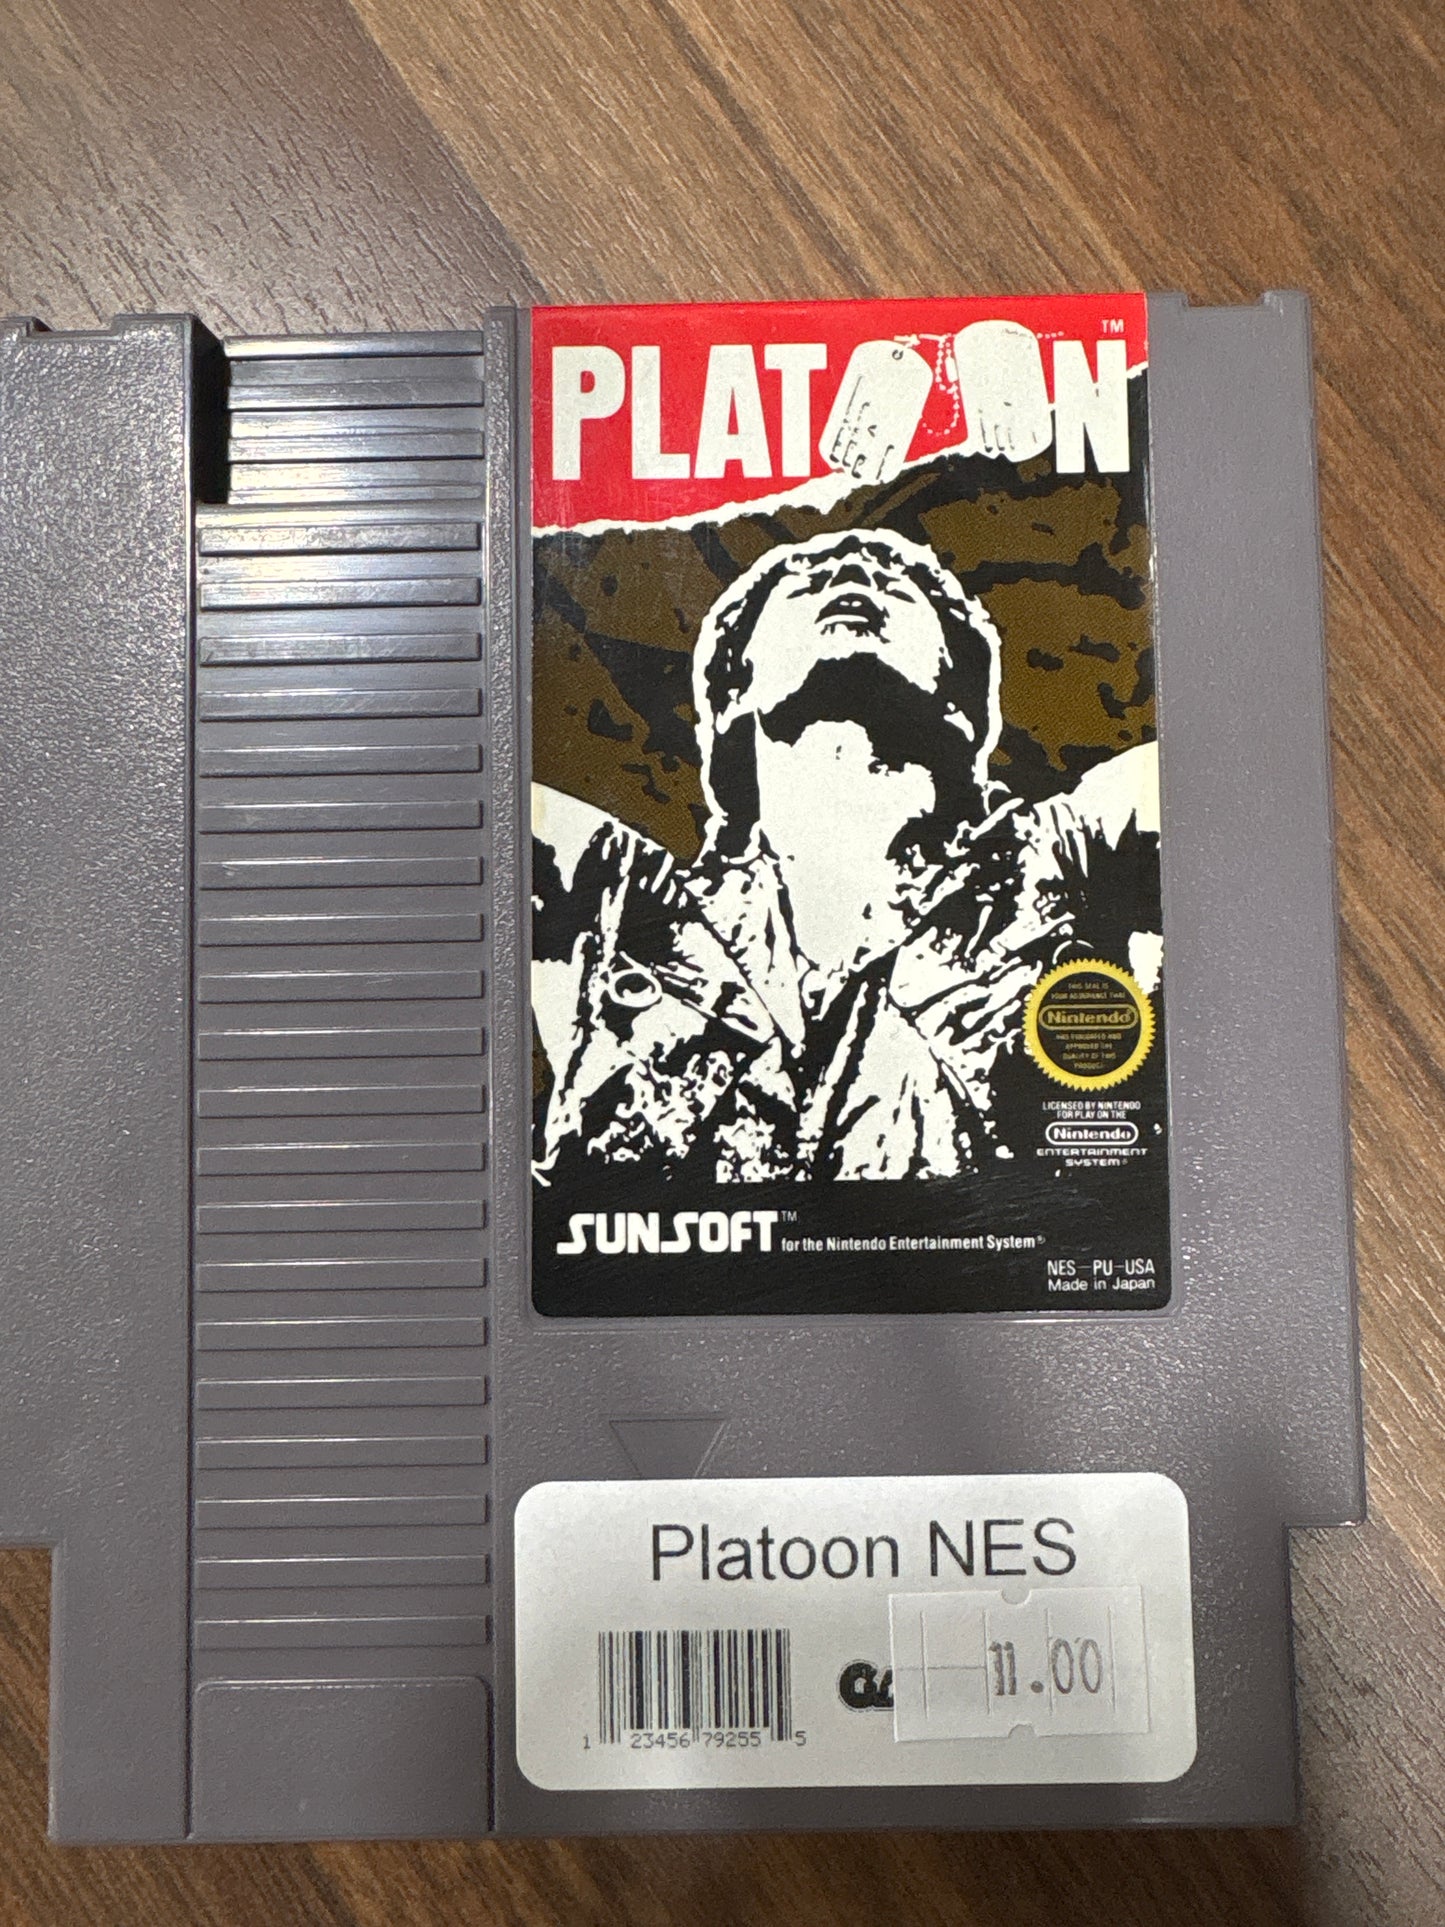 PLATOON™
THIS SEAL IS
YOUR ASSURANCE THAT
Nintendo
HAS EVALUATED AND
APPROVED THE
QUALITY OF THIS
PRODUCT.
LICENSED BY NINTENDO
FOR PLAY ON THE
Nintendo
ENTERTAINMENT
SYSTEM®
SUNSOFT™ for the Nintendo Entertainment System®
NES-PU-USA
Made in Japan
Platoon NES
11.00
1 23456 79255 5